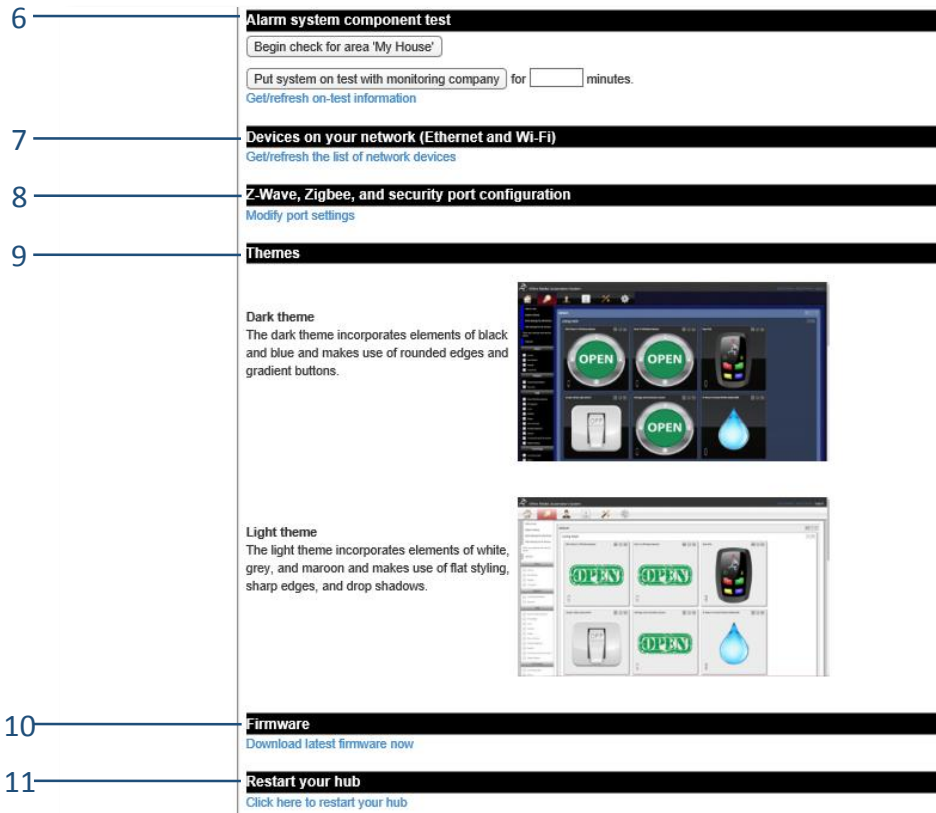 6
Alarm system component test
Begin check for area 'My House'
Put system on test with monitoring company for minutes.
Get/refresh on-test information
7
Devices on your network (Ethernet and Wi-Fi)
Get/refresh the list of network devices
8
Z-Wave, Zigbee, and security port configuration
Modify port settings
9
Themes
Dark theme
The dark theme incorporates elements of black
and blue and makes use of rounded edges and
gradient buttons.
OPEN OPEN
OPEN
Light theme
The light theme incorporates elements of white,
grey, and maroon and makes use of flat styling,
sharp edges, and drop shadows.
OPEN OPEN
OPEN
10
Firmware
Download latest firmware now
11
Restart your hub
Click here to restart your hub